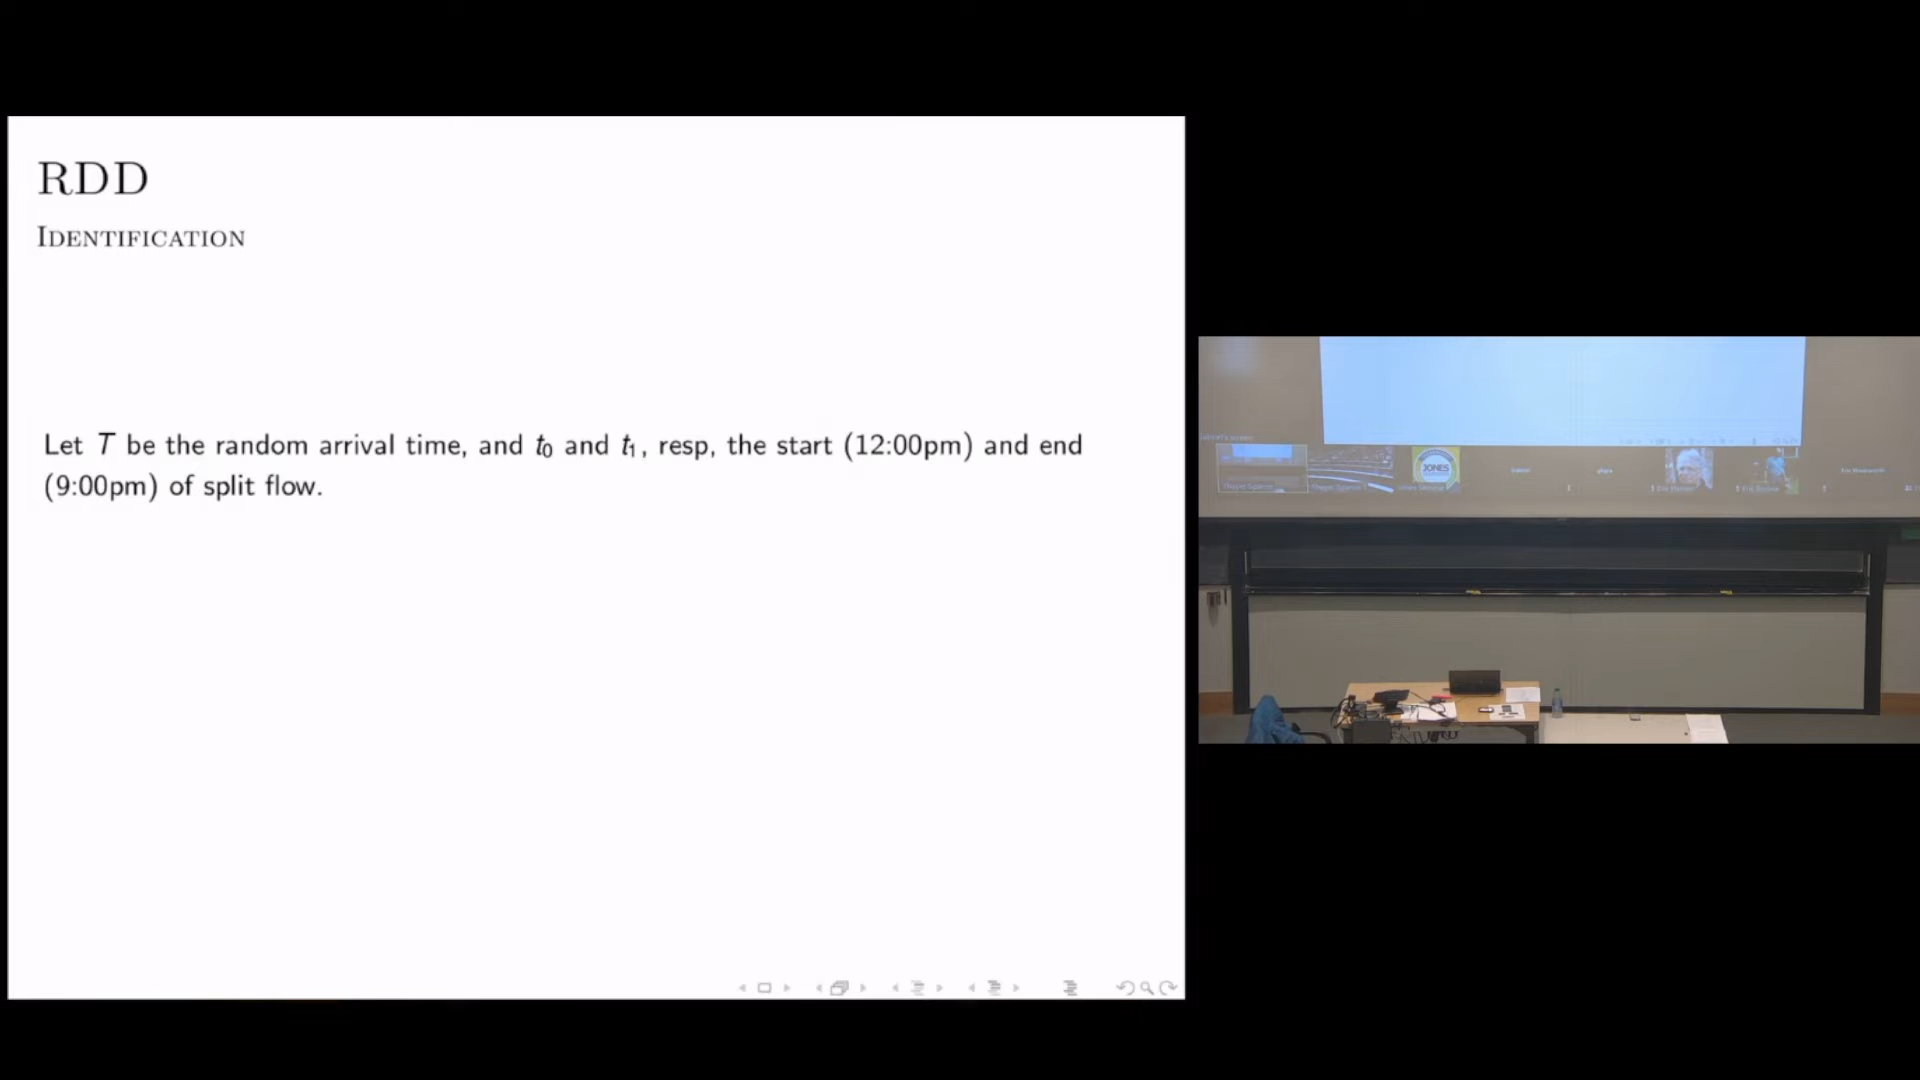 RDD
IDENTIFICATION
Let T be the random arrival time, and t₀ and t₁, resp, the start (12:00pm) and end
(9:00pm) of split flow.
JONES